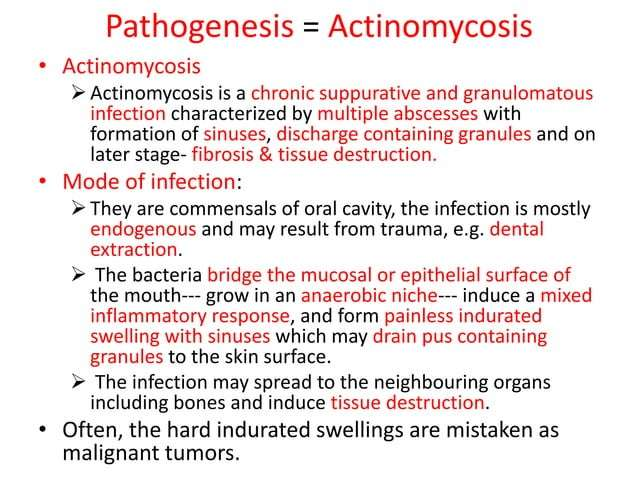 Pathogenesis = Actinomycosis
• Actinomycosis
➢ Actinomycosis is a chronic suppurative and granulomatous
infection characterized by multiple abscesses with
formation of sinuses, discharge containing granules and on
later stage- fibrosis & tissue destruction.
• Mode of infection:
➢ They are commensals of oral cavity, the infection is mostly
endogenous and may result from trauma, e.g. dental
extraction.
➢ The bacteria bridge the mucosal or epithelial surface of
the mouth--- grow in an anaerobic niche--- induce a mixed
inflammatory response, and form painless indurated
swelling with sinuses which may drain pus containing
granules to the skin surface.
➢ The infection may spread to the neighbouring organs
including bones and induce tissue destruction.
• Often, the hard indurated swellings are mistaken as
malignant tumors.